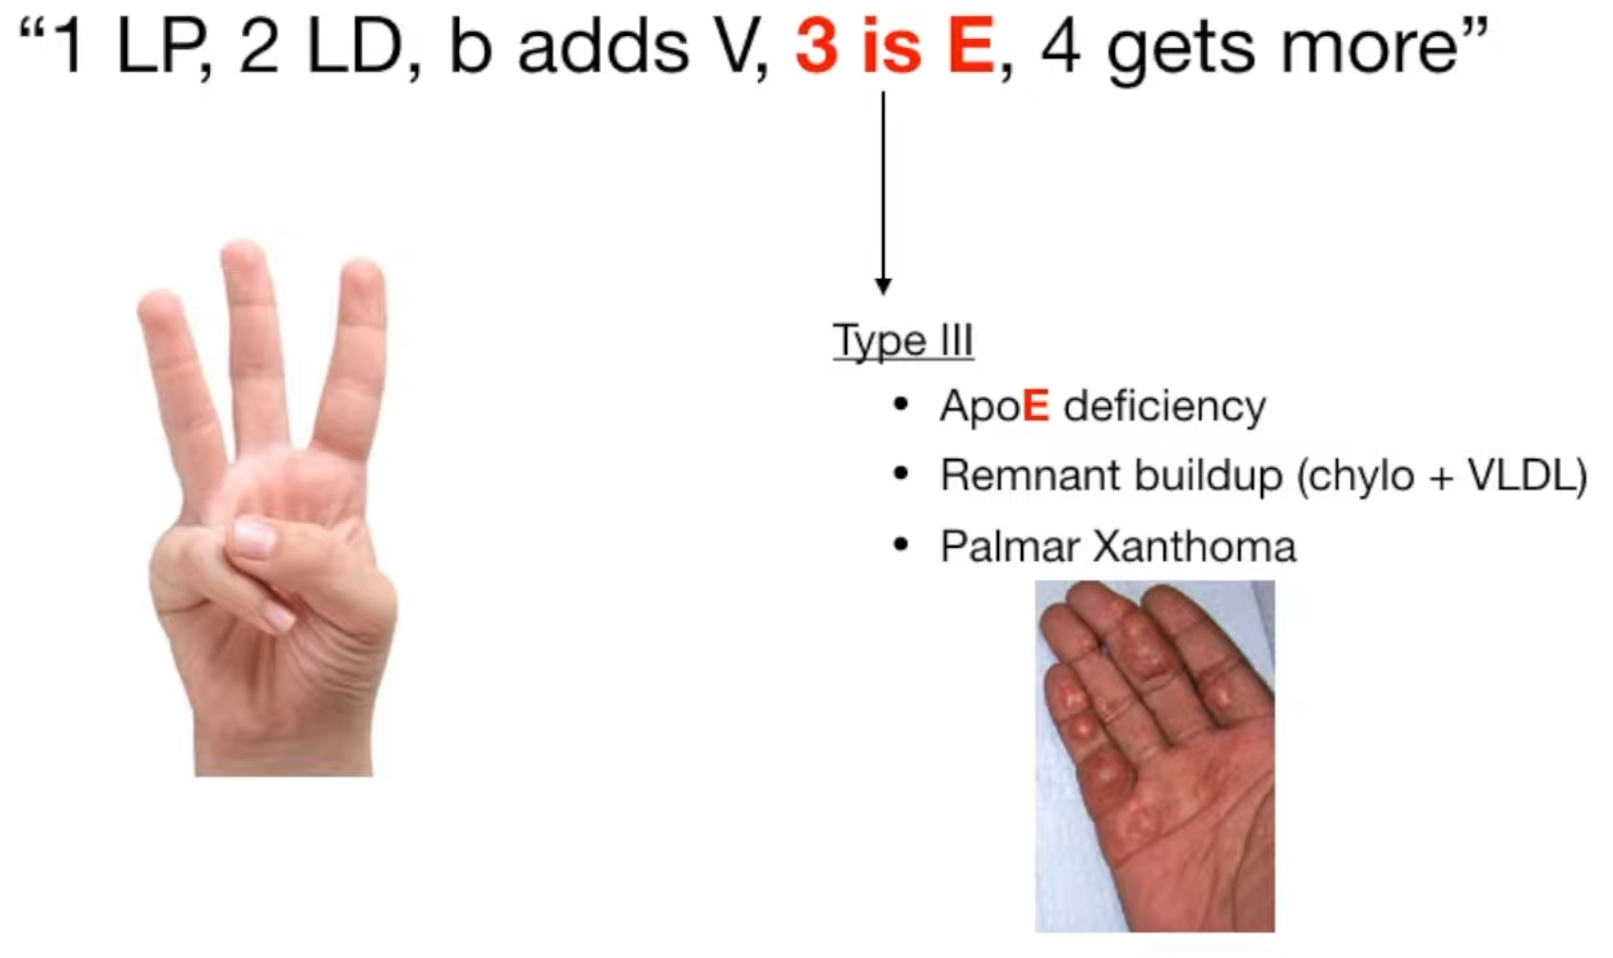 “1 LP, 2 LD, b adds V, 3 is E, 4 gets more”
Type III
• ApoE deficiency
• Remnant buildup (chylo + VLDL)
• Palmar Xanthoma